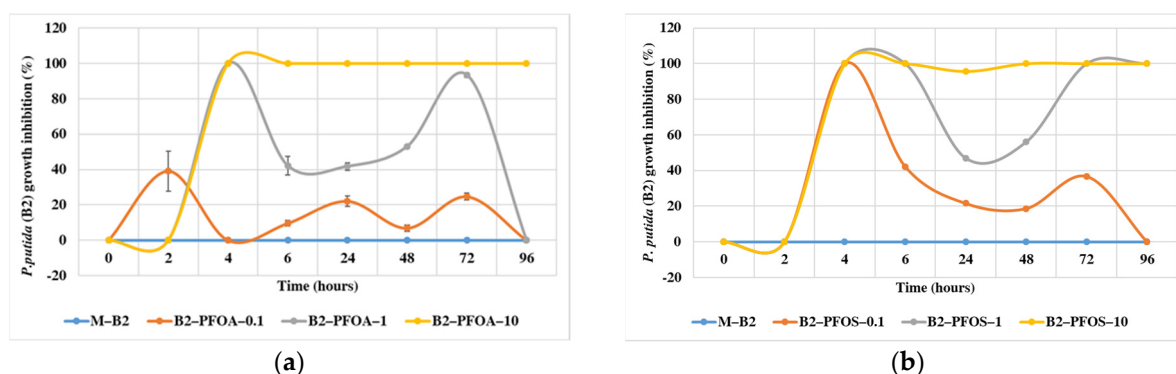 P. putida (B2) growth inhibition (%)
120
100
80
60
40
20
0
-20
0 2 4 6 24 48 72 96
Time (hours)
M–B2 B2–PFOA–0.1 B2–PFOA–1 B2–PFOA–10
(a)
P. putida (B2) growth inhibition (%)
120
100
80
60
40
20
0
-20
0 2 4 6 24 48 72 96
Time (hours)
M–B2 B2–PFOS–0.1 B2–PFOS–1 B2–PFOS–10
(b)